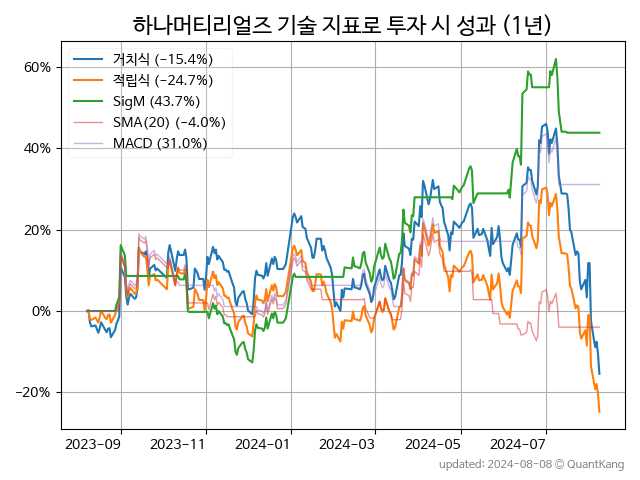 하나머티리얼즈 기술 지표로 투자 시 성과 (1년)
거치식 (-15.4%)
적립식 (-24.7%)
SigM (43.7%)
SMA(20) (-4.0%)
MACD (31.0%)
60%
40%
20%
0%
-20%
2023-09 2023-11 2024-01 2024-03 2024-05 2024-07
updated: 2024-08-08 © QuantKang